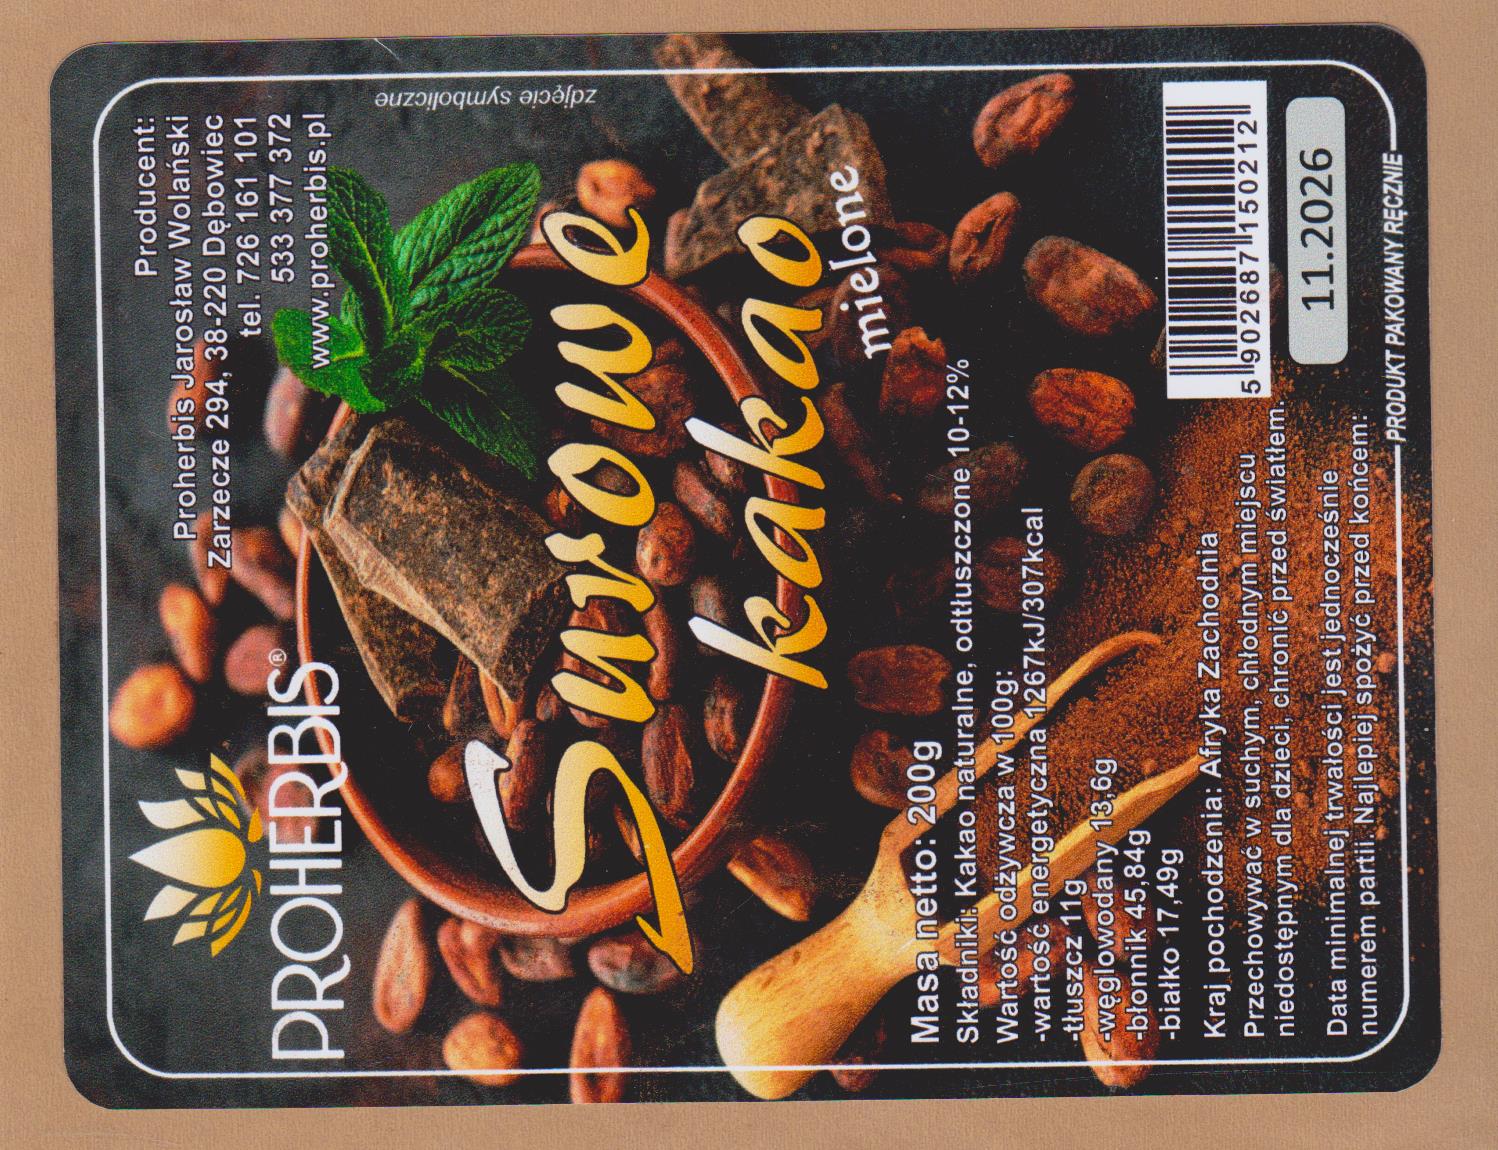 PROHERBIS®
Producent:
Proherbis Jarosław Wolański
Zarzecze 294, 38-220 Dębowiec
tel. 726 161 101
533 377 372
www.proherbis.pl
zdjęcie symboliczne
Surowe
kakao
mielone
Masa netto: 200g
Składniki: Kakao naturalne, odtłuszczone 10-12%
Wartość odżywcza w 100g:
-wartość energetyczna 1267kJ/307kcal
-tłuszcz 11g
-węglowodany 13,6g
-błonnik 45,84g
-białko 17,49g
Kraj pochodzenia: Afryka Zachodnia
Przechowywać w suchym, chłodnym miejscu
niedostępnym dla dzieci, chronić przed światłem.
Data minimalnej trwałości jest jednocześnie
numerem partii. Najlepiej spożyć przed końcem:
5 902687 150212
11.2026
PRODUKT PAKOWANY RĘCZNIE